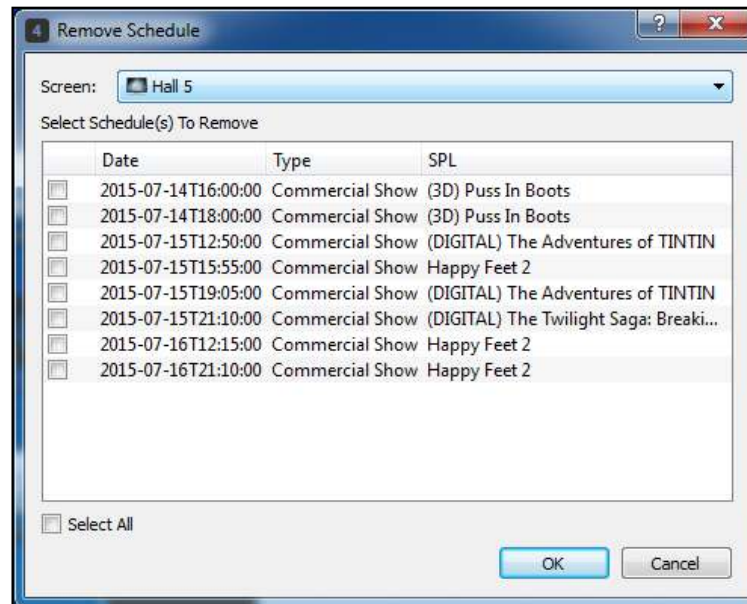 4 Remove Schedule
Screen: Hall 5
Select Schedule(s) To Remove
Date Type SPL
2015-07-14T16:00:00 Commercial Show (3D) Puss In Boots
2015-07-14T18:00:00 Commercial Show (3D) Puss In Boots
2015-07-15T12:50:00 Commercial Show (DIGITAL) The Adventures of TINTIN
2015-07-15T15:55:00 Commercial Show Happy Feet 2
2015-07-15T19:05:00 Commercial Show (DIGITAL) The Adventures of TINTIN
2015-07-15T21:10:00 Commercial Show (DIGITAL) The Twilight Saga: Breaki...
2015-07-16T12:15:00 Commercial Show Happy Feet 2
2015-07-16T21:10:00 Commercial Show Happy Feet 2
Select All
OK Cancel